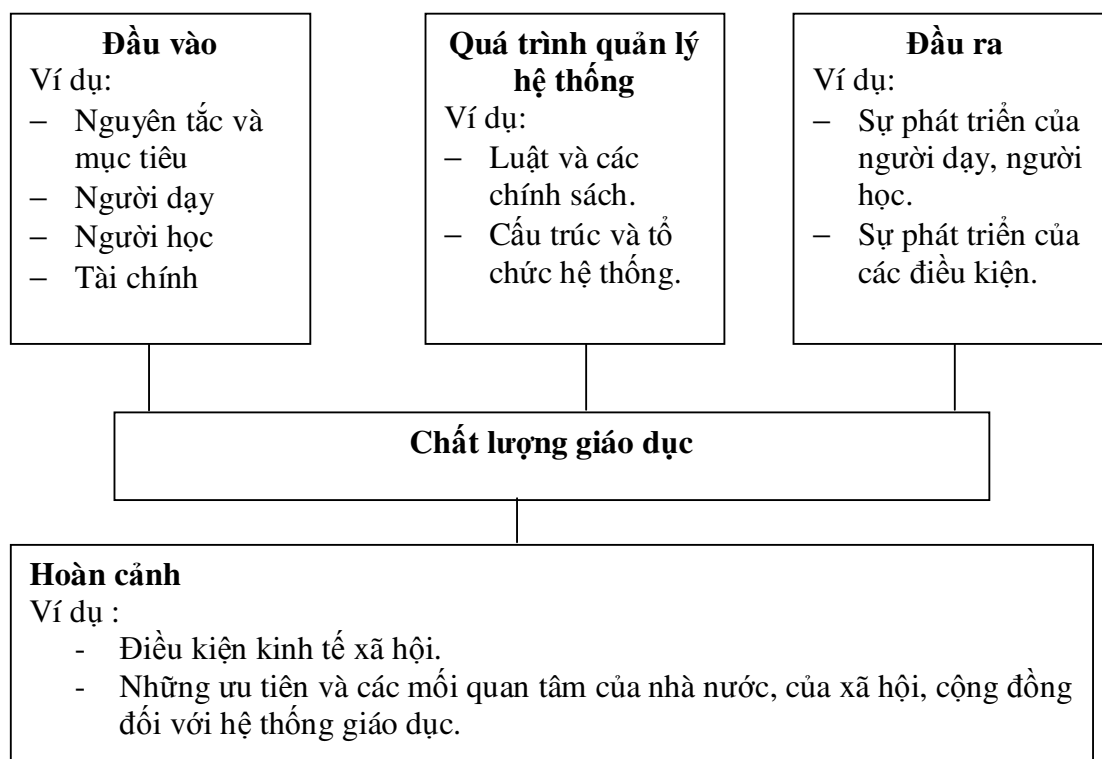 Đầu vào
Ví dụ:
– Nguyên tắc và
mục tiêu
– Người dạy
– Người học
– Tài chính
Quá trình quản lý
hệ thống
Ví dụ:
– Luật và các
chính sách.
– Cấu trúc và tổ
chức hệ thống.
Đầu ra
Ví dụ:
– Sự phát triển của
người dạy, người
học.
– Sự phát triển của
các điều kiện.
Chất lượng giáo dục
Hoàn cảnh
Ví dụ :
- Điều kiện kinh tế xã hội.
- Những ưu tiên và các mối quan tâm của nhà nước, của xã hội, cộng đồng
đối với hệ thống giáo dục.